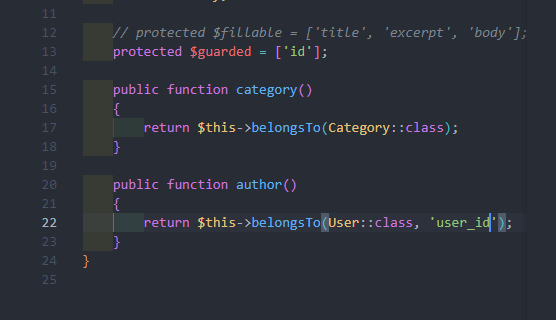 11
12 // protected $fillable = ['title', 'excerpt', 'body'];
13 protected $guarded = ['id'];
14
15 public function category()
16 {
17 return $this->belongsTo(Category::class);
18 }
19
20 public function author()
21 {
22 return $this->belongsTo(User::class, 'user_id');
23 }
24 }
25